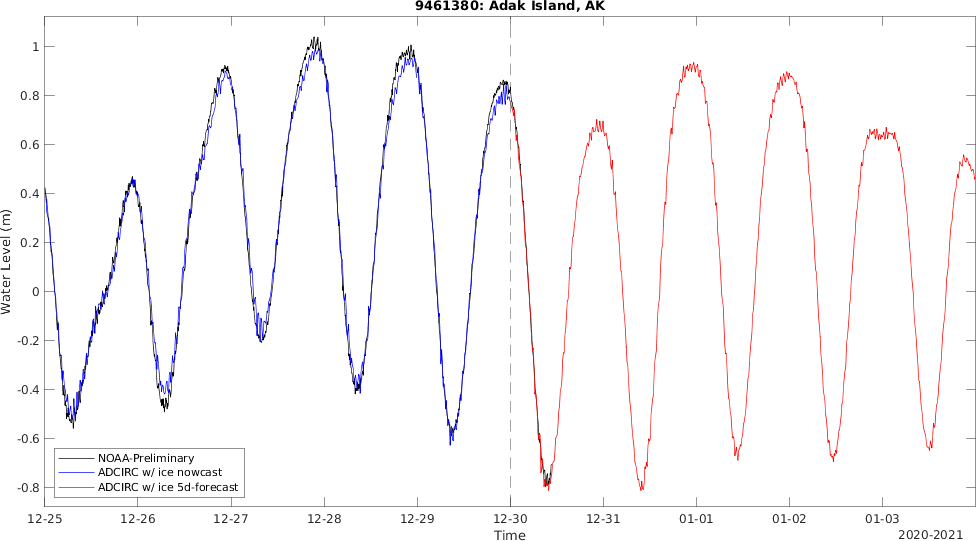 9461380: Adak Island, AK
Water Level (m)
1
0.8
0.6
0.4
0.2
0
-0.2
-0.4
-0.6
-0.8
NOAA-Preliminary
ADCIRC w/ ice nowcast
ADCIRC w/ ice 5d-forecast
12-25 12-26 12-27 12-28 12-29 12-30 12-31 01-01 01-02 01-03
Time
2020-2021